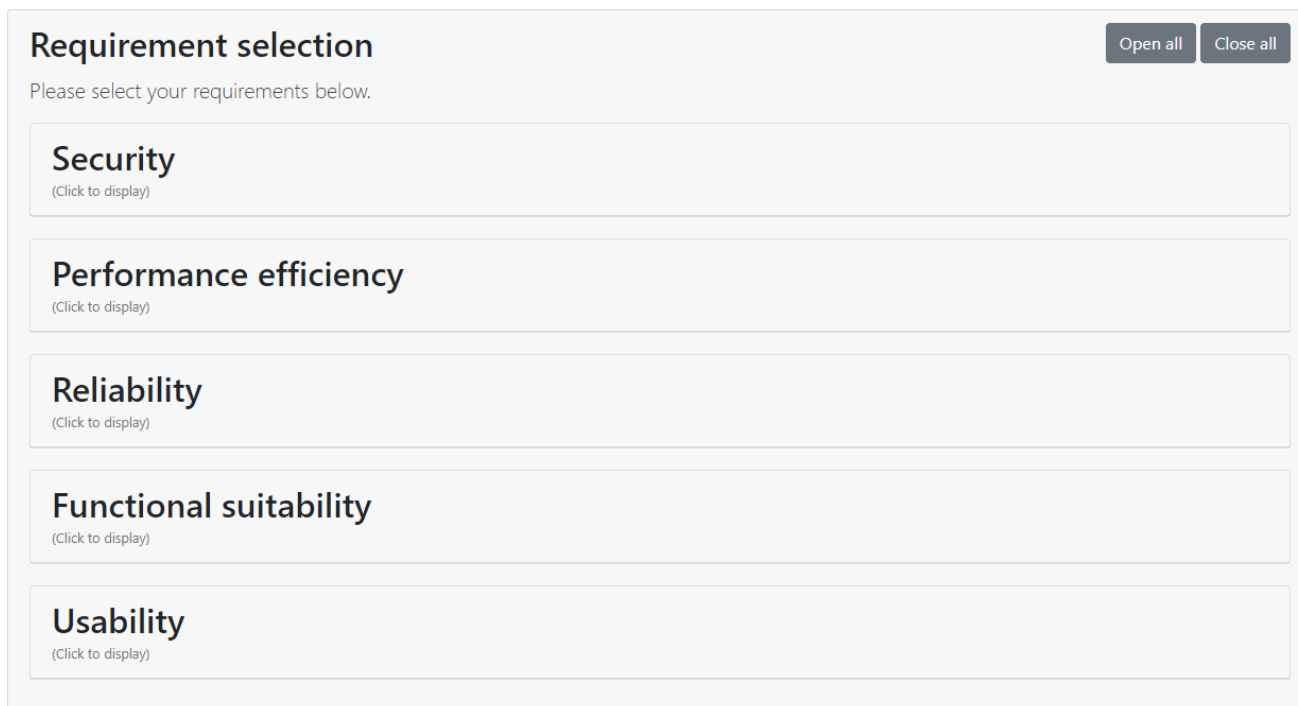 Requirement selection
Open all
Close all
Please select your requirements below.
Security
(Click to display)
Performance efficiency
(Click to display)
Reliability
(Click to display)
Functional suitability
(Click to display)
Usability
(Click to display)